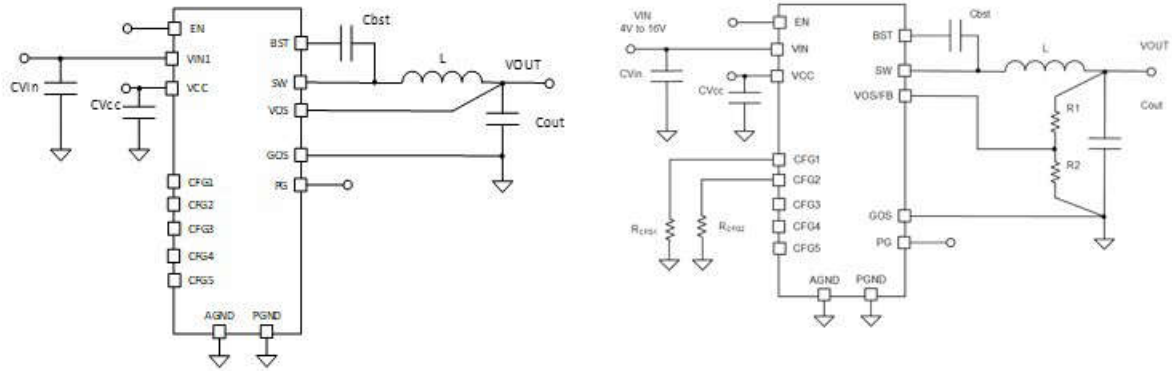 EN
VIN1
VCC
CVin
CVcc
BST
Cbst
SW
L
VOUT
VOS
Cout
GOS
PG
CFG1
CFG2
CFG3
CFG4
CFG5
AGND PGND
VIN
4V to 16V
EN
VIN
VCC
CVin
CVcc
BST
Cbst
SW
L
VOUT
VOS/FB
R1
Cout
R2
CFG1
CFG2
CFG3
CFG4
CFG5
RCFG1
RCFG2
GOS
PG
AGND PGND